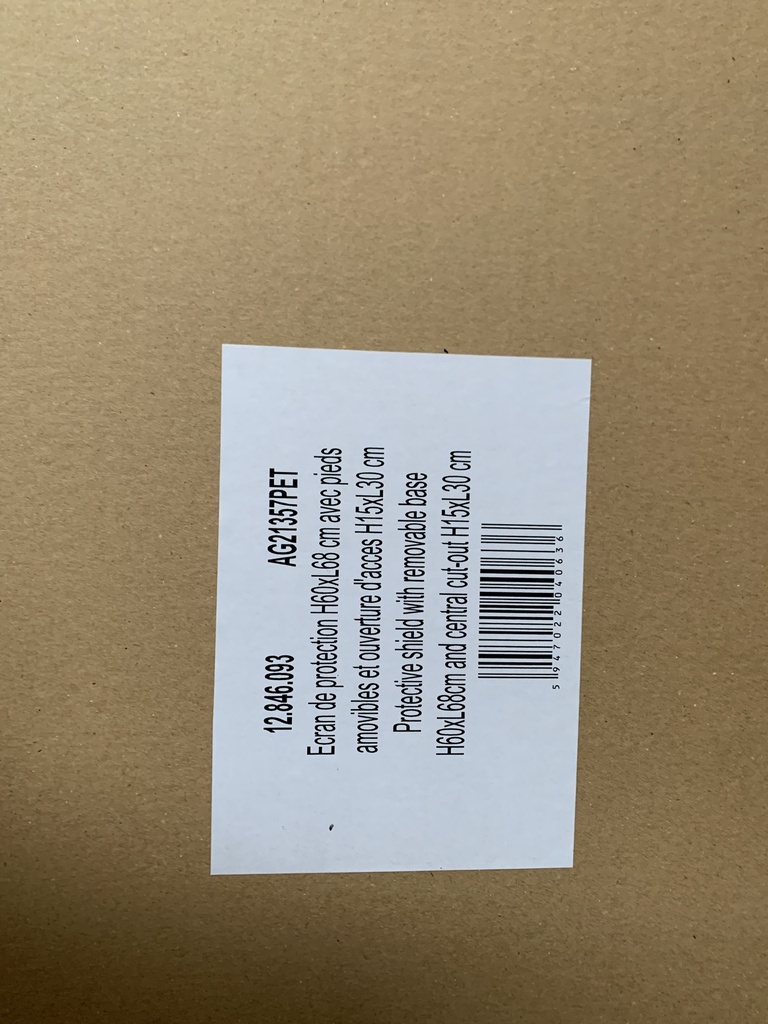 12.846.093 AG21357PET
Ecran de protection H60xL68 cm avec pieds
amovibles et ouverture d'acces H15xL30 cm
Protective shield with removable base
H60xL68cm and central cut-out H15xL30 cm
5 947022 040636